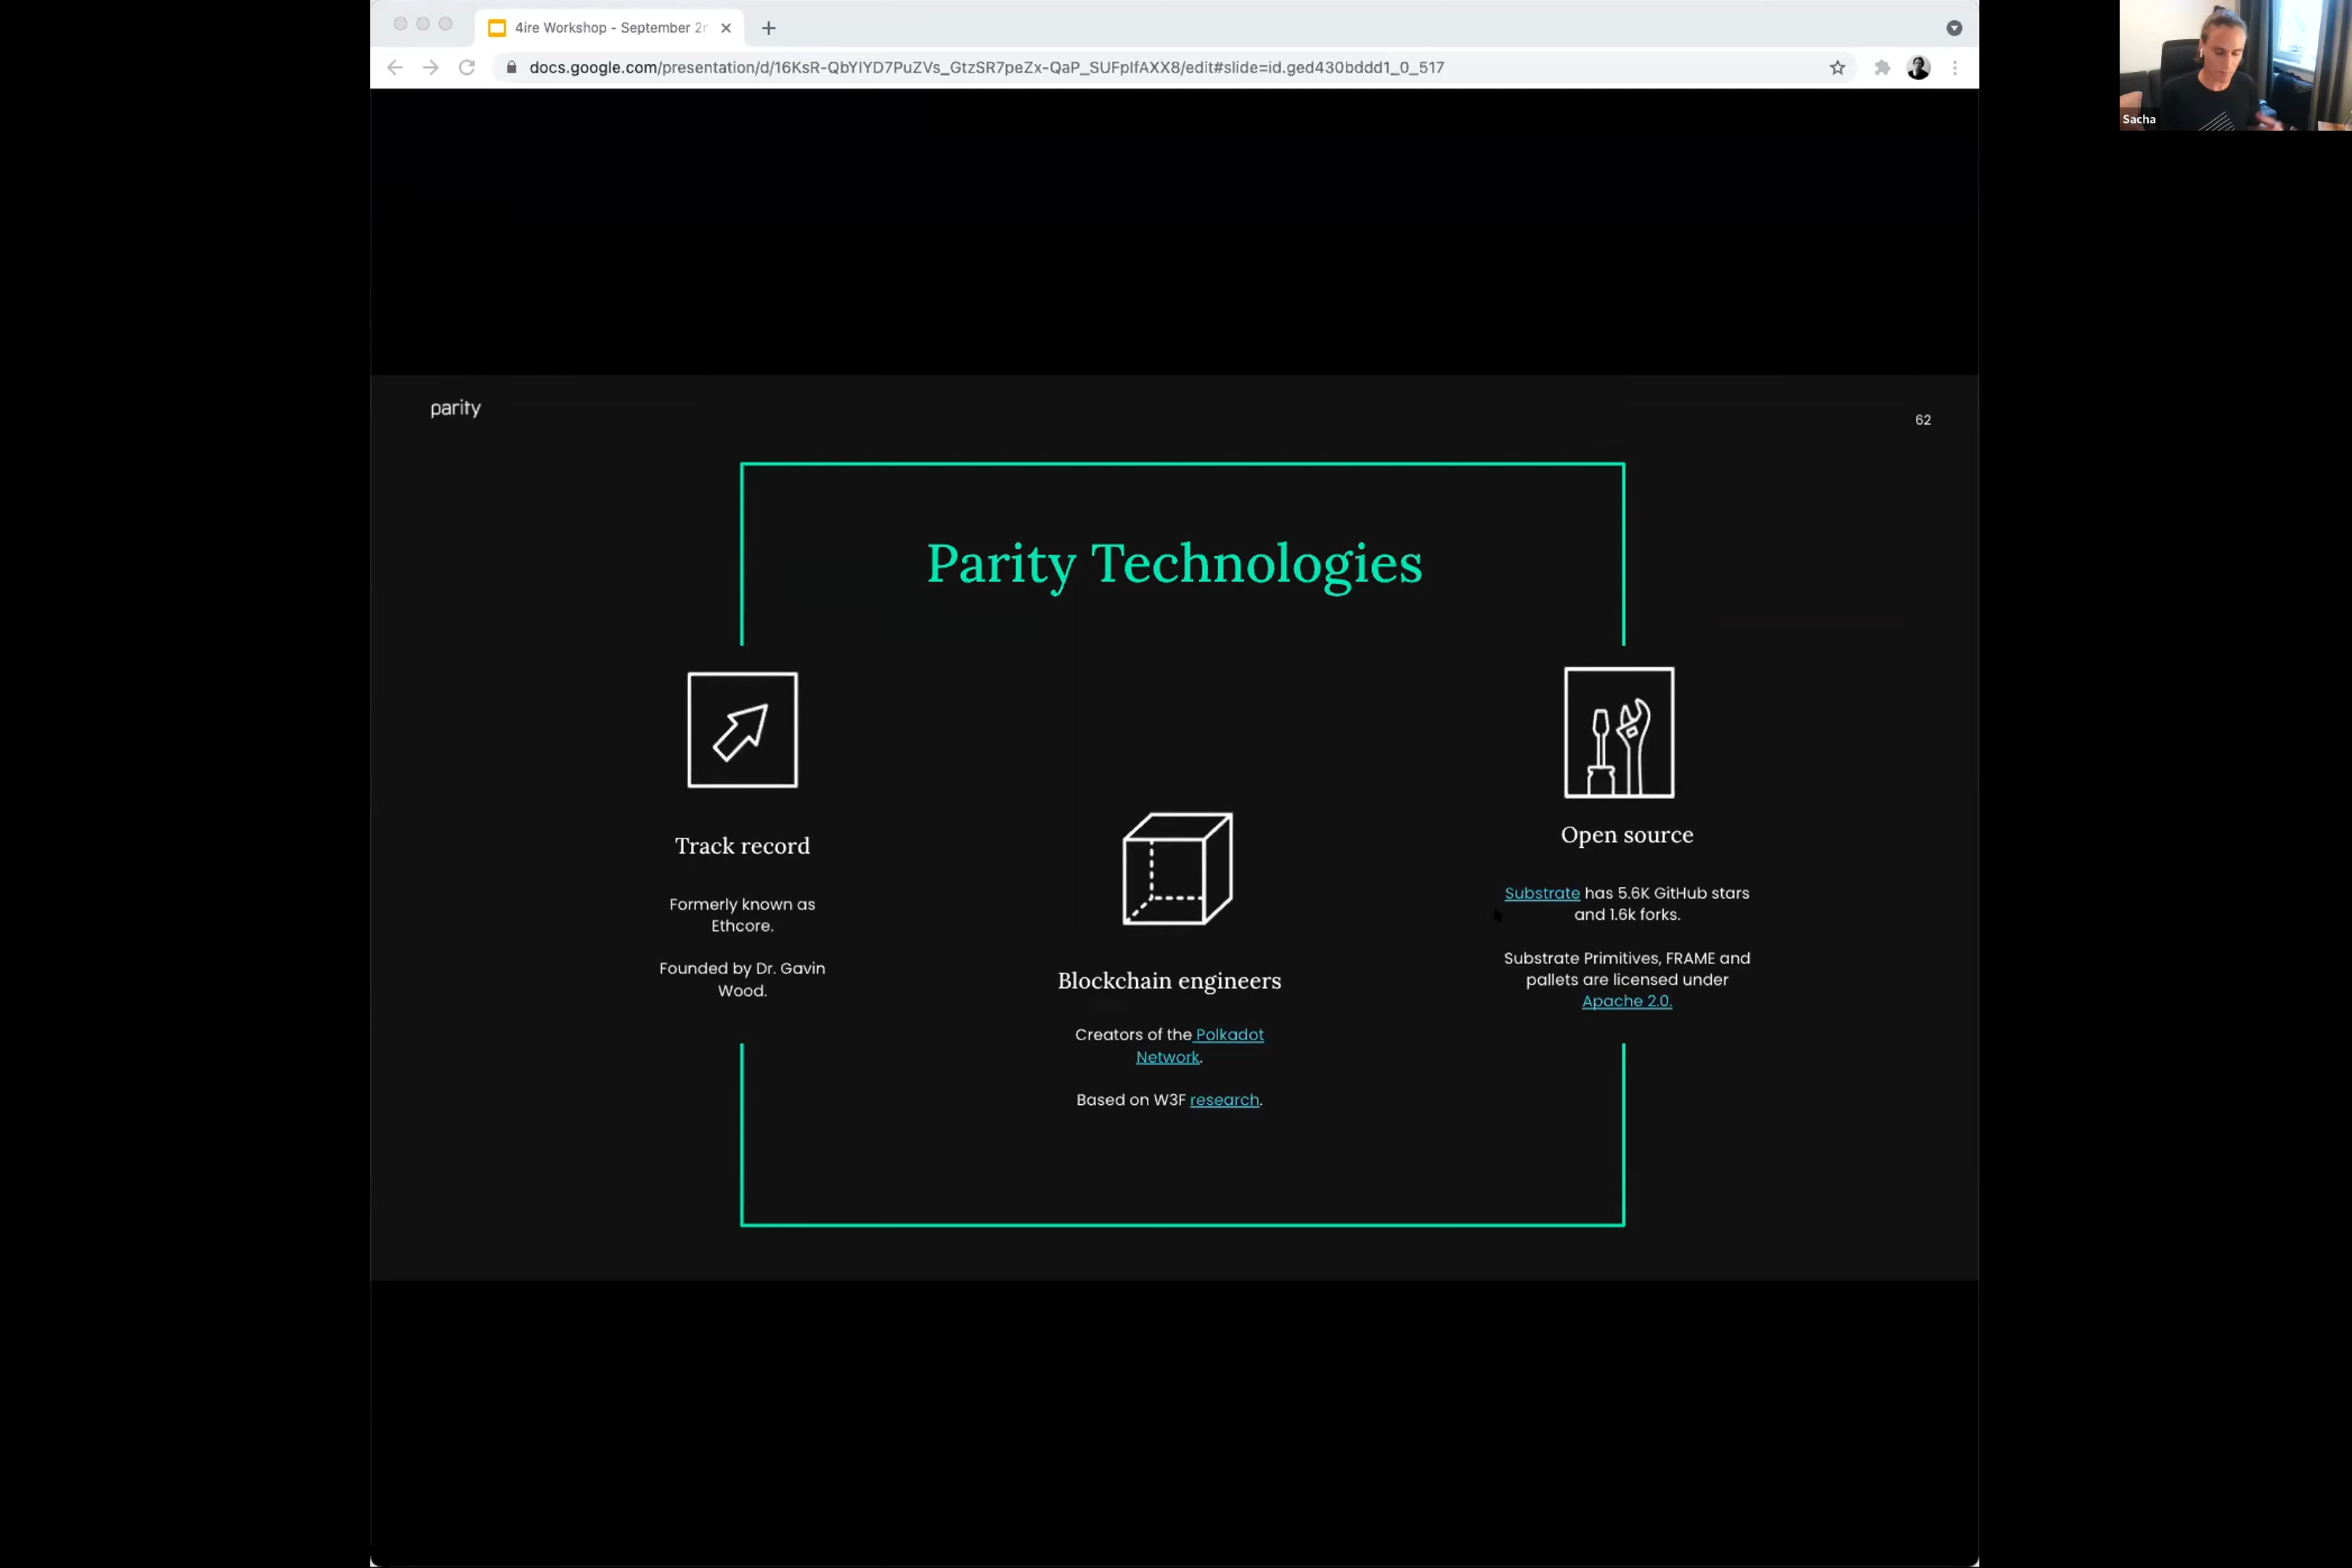 4ire Workshop - September 2
docs.google.com/presentation/d/16KsR-QbYIYD7PuZVs_GtzSR7peZx-QaP_SUFpIfAXX8/edit#slide=id.ged430bddd1_0_517
Sacha
parity
62
Parity Technologies
Track record
Formerly known as
Ethcore.
Founded by Dr. Gavin
Wood.
Blockchain engineers
Creators of the Polkadot
Network.
Based on W3F research.
Open source
Substrate has 5.6K GitHub stars
and 1.6k forks.
Substrate Primitives, FRAME and
pallets are licensed under
Apache 2.0.